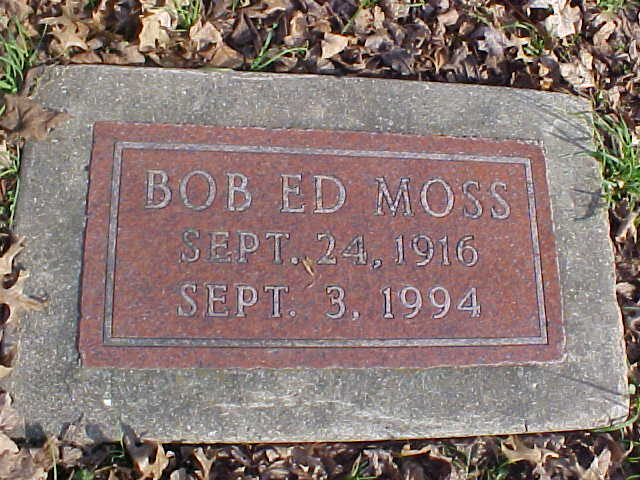 BOB ED MOSS
SEPT. 24, 1916
SEPT. 3, 1994